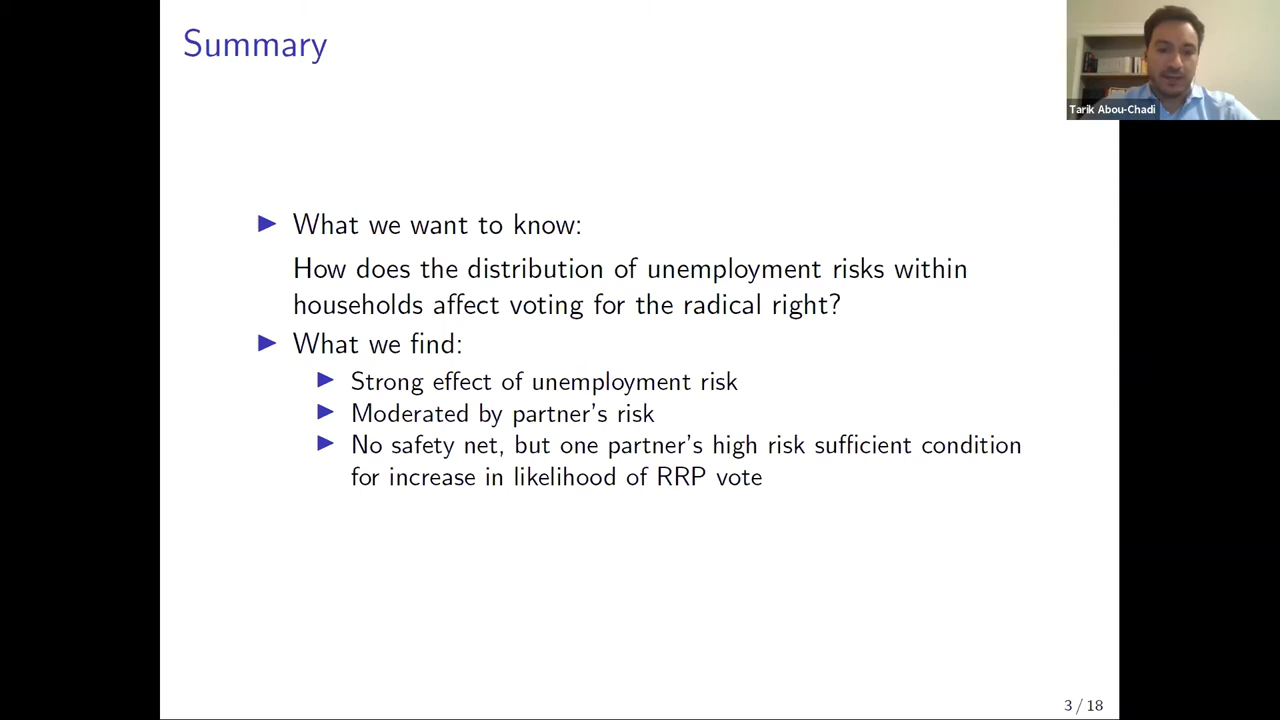 Summary
Tarik Abou-Chadi
What we want to know:
How does the distribution of unemployment risks within
households affect voting for the radical right?
What we find:
Strong effect of unemployment risk
Moderated by partner's risk
No safety net, but one partner's high risk sufficient condition
for increase in likelihood of RRP vote
3 / 18